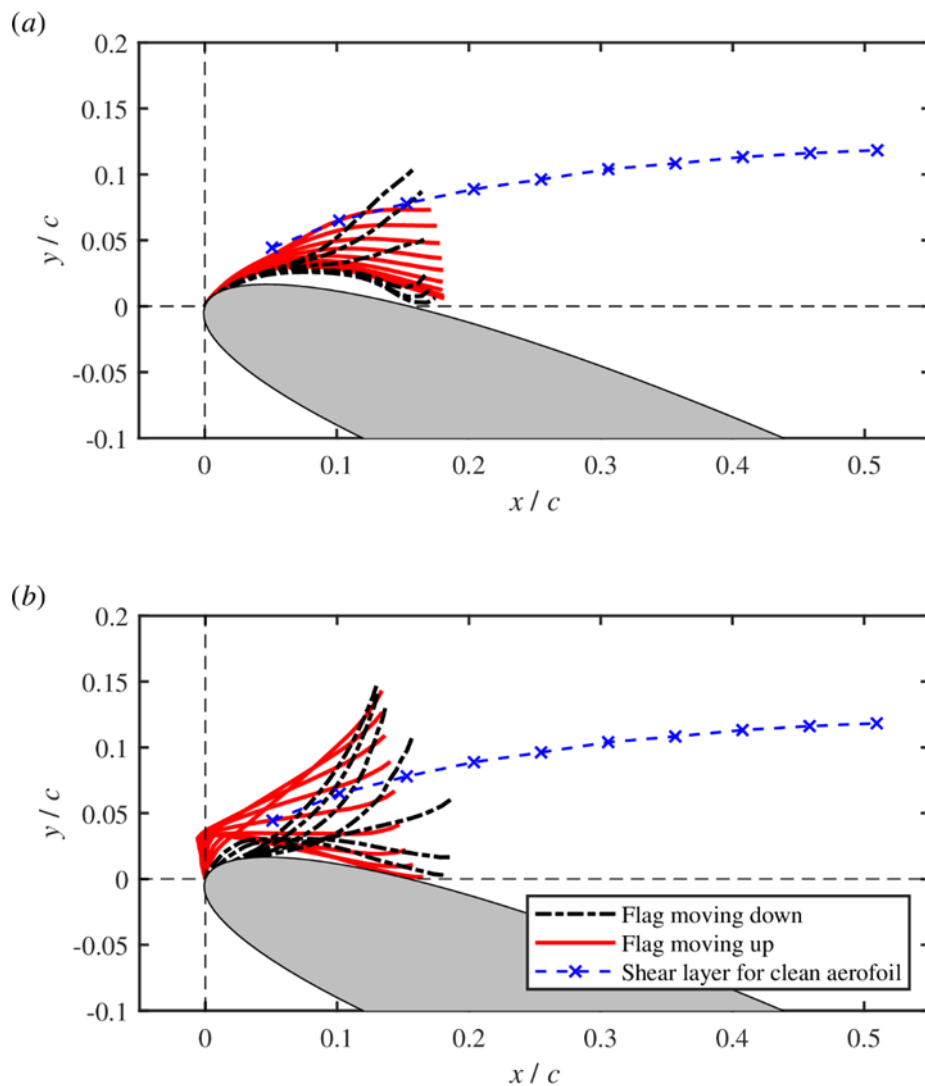 (a)
0.2
0.15
0.1
0.05
0
-0.05
-0.1
y / c
0 0.1 0.2 0.3 0.4 0.5
x / c
(b)
0.2
0.15
0.1
0.05
0
-0.05
-0.1
y / c
Flag moving down
Flag moving up
Shear layer for clean aerofoil
0 0.1 0.2 0.3 0.4 0.5
x / c